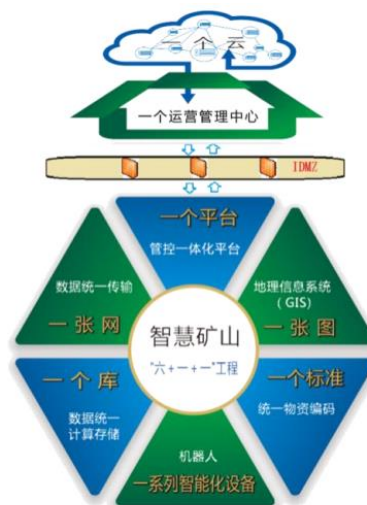 一个云
一个运营管理中心
IDMZ
一个平台
管控一体化平台
数据统一传输
一张网
地理信息系统
（GIS）
一张图
智慧矿山
"六+一+一"工程
一个库
数据统一
计算存储
一个标准
统一物资编码
机器人
一系列智能化设备